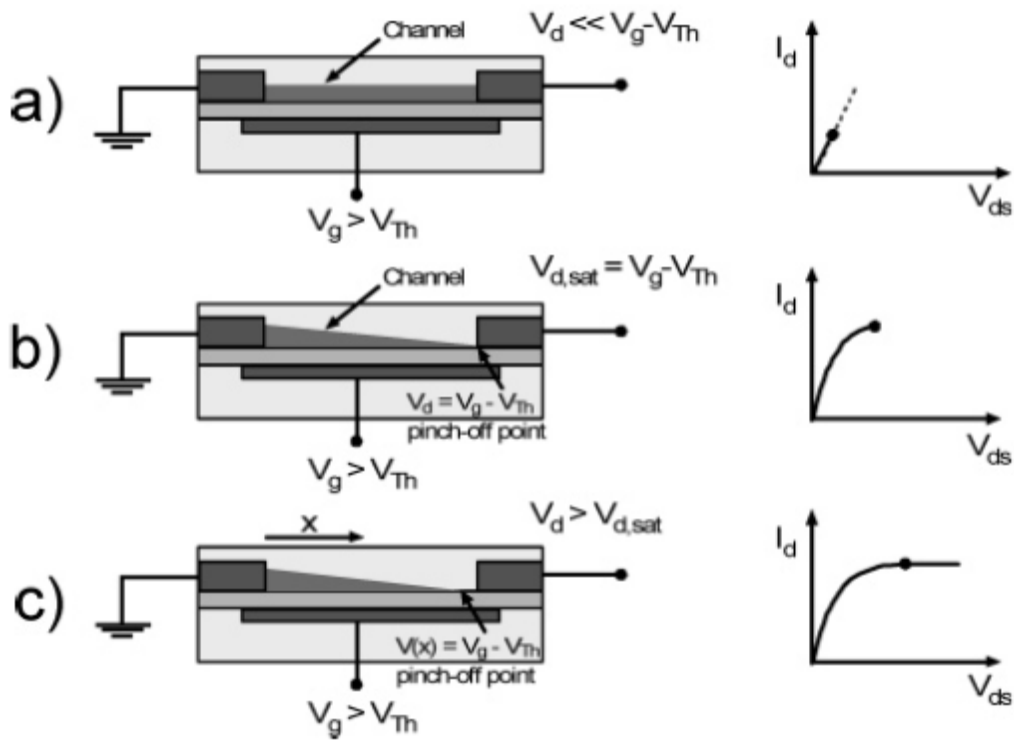 a)
Channel
V_d << V_g-V_Th
V_g > V_Th
I_d
V_ds
b)
Channel
V_d,sat = V_g-V_Th
V_d = V_g - V_Th
pinch-off point
V_g > V_Th
I_d
V_ds
c)
x
V_d > V_d,sat
V(x) = V_g - V_Th
pinch-off point
V_g > V_Th
I_d
V_ds